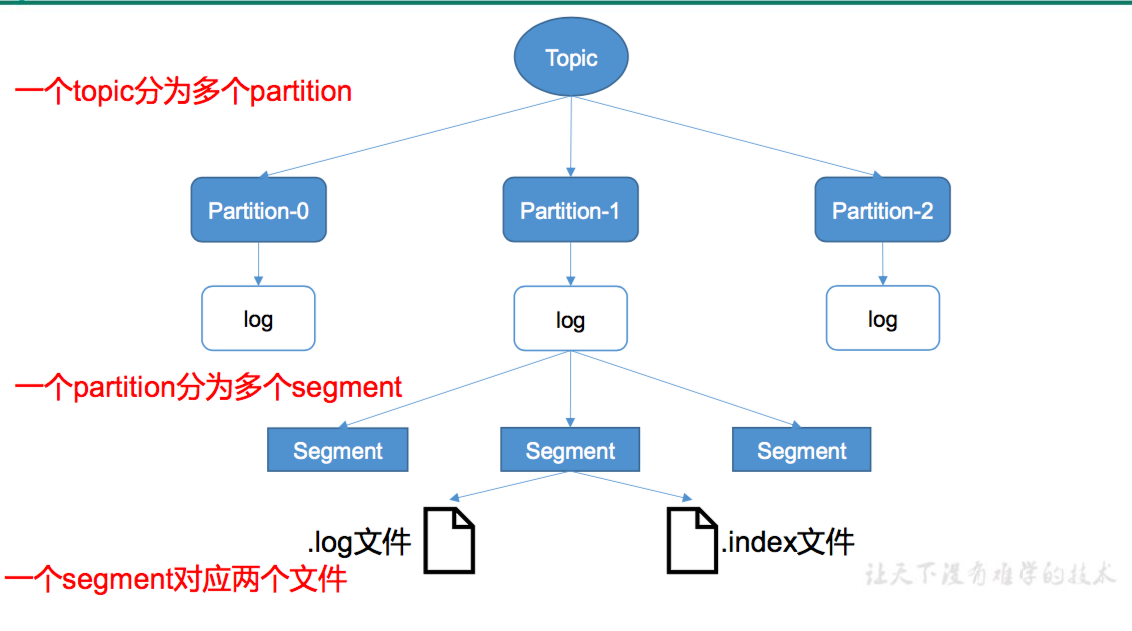 Topic
一个topic分为多个partition
Partition-0
Partition-1
Partition-2
log
log
log
一个partition分为多个segment
Segment
Segment
Segment
.log文件
.index文件
一个segment对应两个文件
让天下没有难学的技术